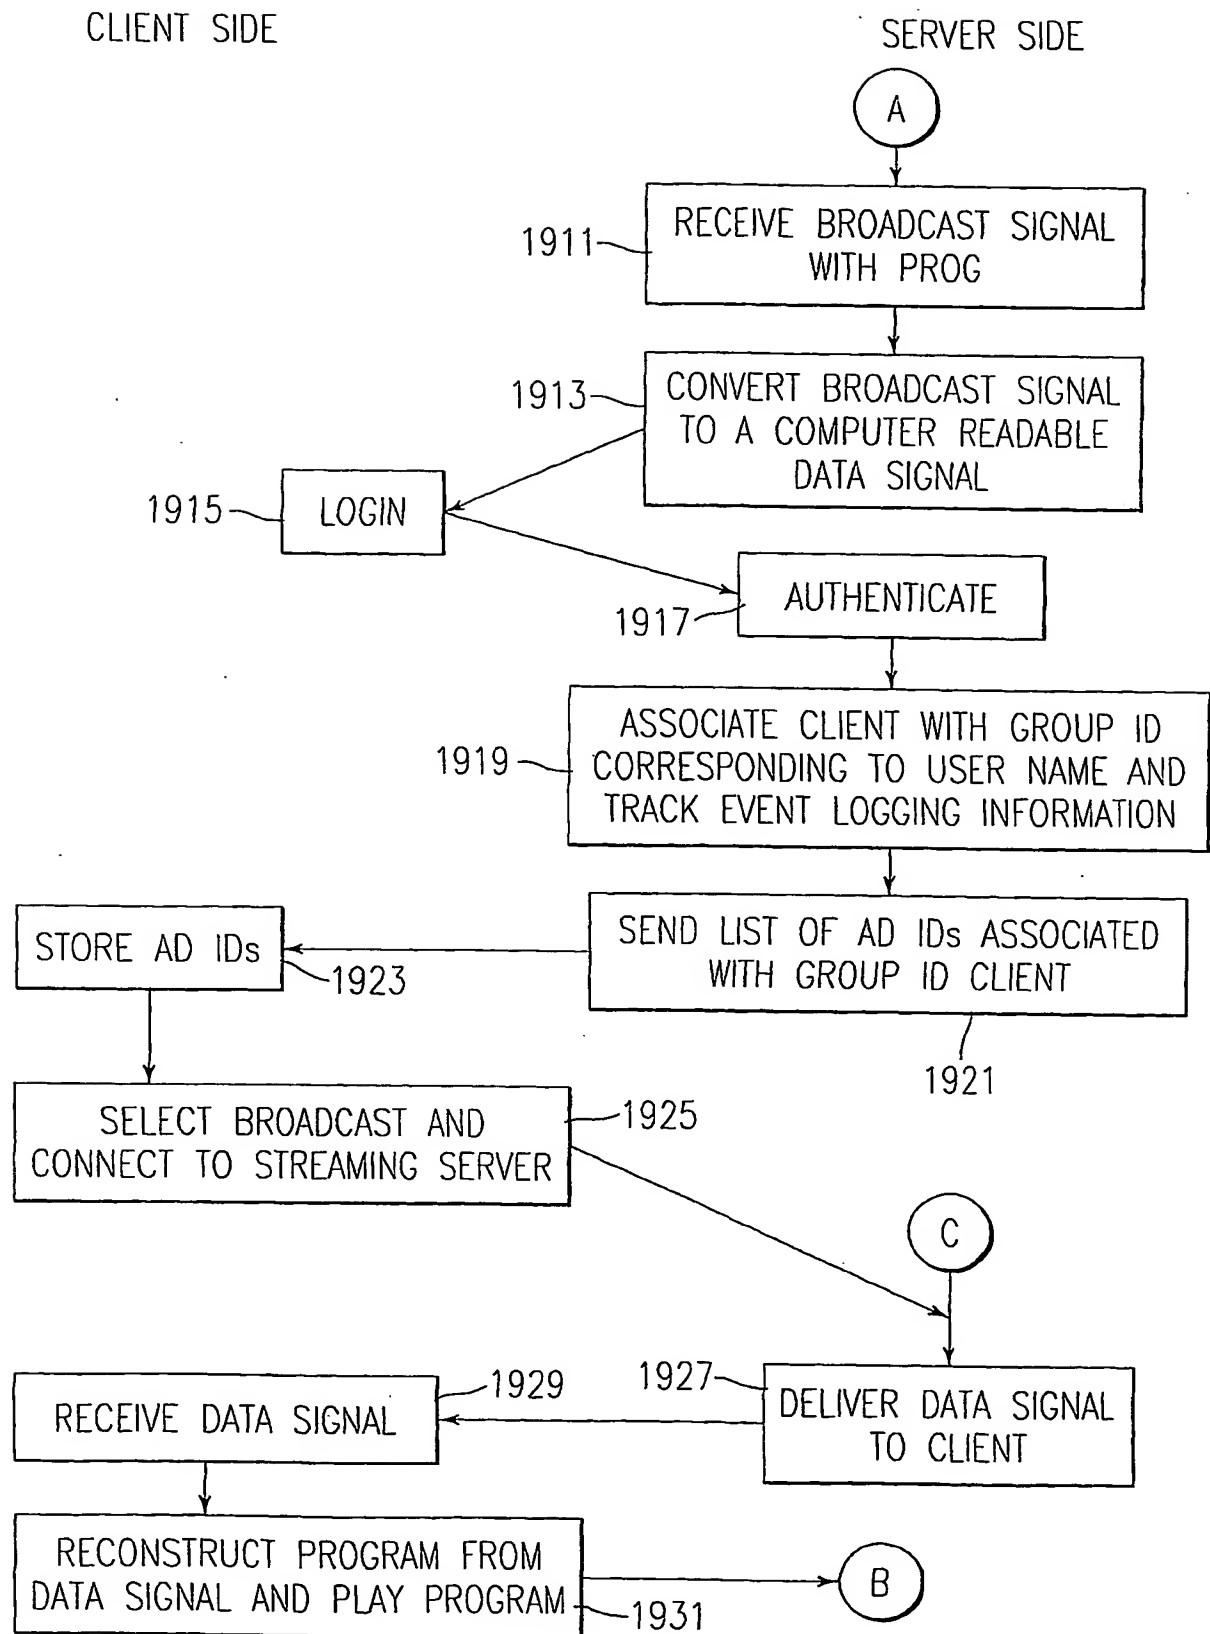 CLIENT SIDE
SERVER SIDE
A
1911
RECEIVE BROADCAST SIGNAL
WITH PROG
1913
CONVERT BROADCAST SIGNAL
TO A COMPUTER READABLE
DATA SIGNAL
1915
LOGIN
AUTHENTICATE
1917
1919
ASSOCIATE CLIENT WITH GROUP ID
CORRESPONDING TO USER NAME AND
TRACK EVENT LOGGING INFORMATION
STORE AD IDs
1923
SEND LIST OF AD IDs ASSOCIATED
WITH GROUP ID CLIENT
1921
SELECT BROADCAST AND
CONNECT TO STREAMING SERVER
1925
C
RECEIVE DATA SIGNAL
1929
1927
DELIVER DATA SIGNAL
TO CLIENT
RECONSTRUCT PROGRAM FROM
DATA SIGNAL AND PLAY PROGRAM
1931
B